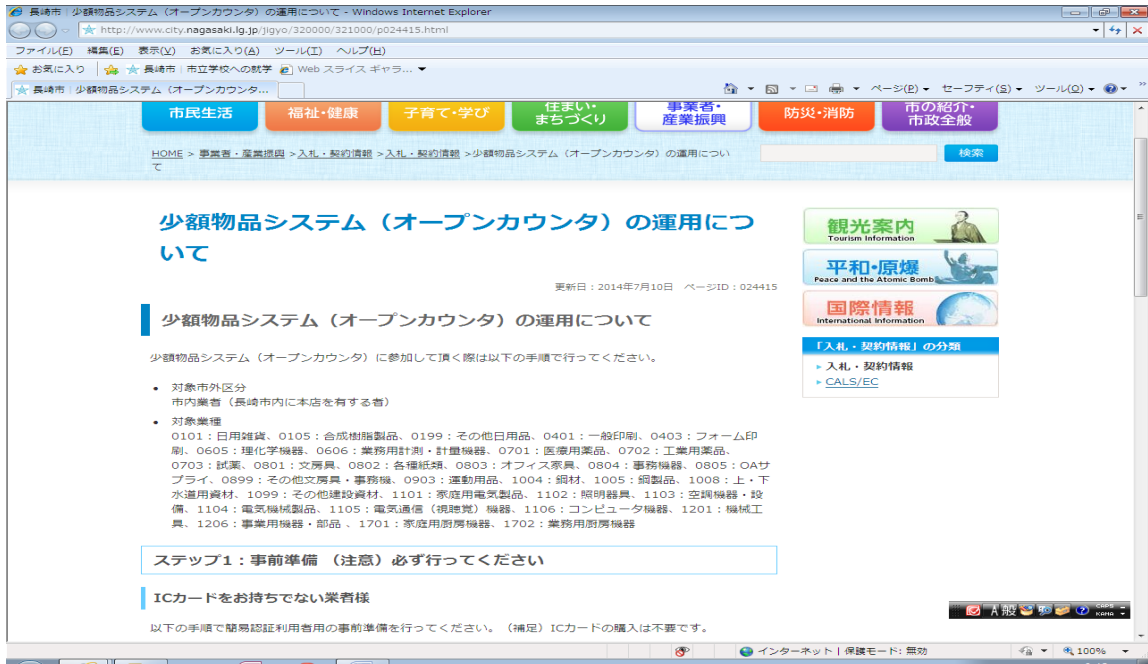 長崎市｜少額物品システム（オープンカウンタ）の運用について - Windows Internet Explorer
http://www.city.nagasaki.lg.jp/jigyo/320000/321000/p024415.html
ファイル(F) 編集(E) 表示(V) お気に入り(A) ツール(T) ヘルプ(H)
お気に入り 長崎市｜市立学校への就学 Web スライス ギャラ...
長崎市｜少額物品システム（オープンカウンタ... ページ(P) セーフティ(S) ツール(O)
市民生活 福祉・健康 子育て・学び 住まい・まちづくり 事業者・産業振興 防災・消防 市の紹介・市政全般
HOME > 事業者・産業振興 >入札・契約情報 >入札・契約情報 >少額物品システム（オープンカウンタ）の運用につい
て
検索
少額物品システム（オープンカウンタ）の運用につ
いて
更新日：2014年7月10日 ページID：024415
少額物品システム（オープンカウンタ）の運用について
少額物品システム（オープンカウンタ）に参加して頂く際は以下の手順で行ってください。
• 対象市外区分
市内業者（長崎市内に本店を有する者）
• 対象業種
0101：日用雑貨、0105：合成樹脂製品、0199：その他日用品、0401：一般印刷、0403：フォーム印
刷、0605：理化学機器、0606：業務用計測・計量機器、0701：医療用薬品、0702：工業用薬品、
0703：試薬、0801：文房具、0802：各種紙類、0803：オフィス家具、0804：事務機器、0805：OAサ
プライ、0899：その他文房具・事務機、0903：運動用品、1004：鋼材、1005：鋼製品、1008：上・下
水道用資材、1099：その他建設資材、1101：家庭用電気製品、1102：照明器具、1103：空調機器・設
備、1104：電気機械製品、1105：電気通信（視聴覚）機器、1106：コンピュータ機器、1201：機械工
具、1206：事業用機器・部品 、1701：家庭用厨房機器、1702：業務用厨房機器
ステップ1：事前準備 （注意）必ず行ってください
ICカードをお持ちでない業者様
以下の手順で簡易認証利用者用の事前準備を行ってください。（補足）ICカードの購入は不要です。
観光案内
Tourism Information
平和・原爆
Peace and the Atomic Bomb
国際情報
International Information
「入札・契約情報」の分類
入札・契約情報
CALS/EC
A 般 CAPS
KANA
インターネット | 保護モード: 無効 100%